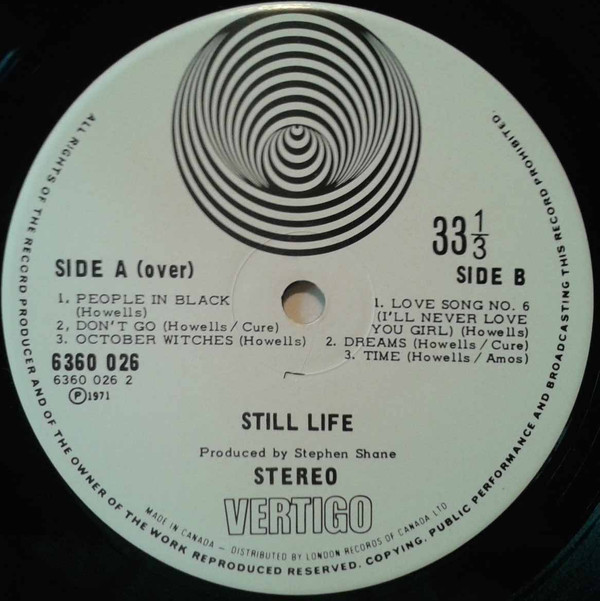 33 1/3
SIDE A (over)
SIDE B
1. PEOPLE IN BLACK
(Howells)
2, DON'T GO (Howells / Cure)
3. OCTOBER WITCHES (Howells)
1. LOVE SONG NO. 6
(I'LL NEVER LOVE
YOU GIRL) (Howells)
2. DREAMS (Howells / Cure)
3. TIME (Howells / Amos)
6360 026
6360 026 2
Ⓟ1971
STILL LIFE
Produced by Stephen Shane
STEREO
VERTIGO
MADE IN CANADA – DISTRIBUTED BY LONDON RECORDS OF CANADA LTD
ALL RIGHTS OF THE RECORD PRODUCER AND OF THE OWNER OF THE WORK REPRODUCED RESERVED. COPYING, PUBLIC PERFORMANCE AND BROADCASTING THIS RECORD PROHIBITED.